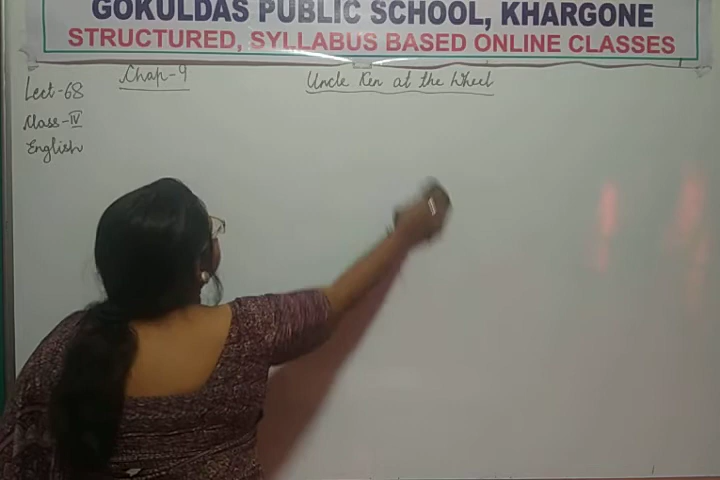 GOKULDAS PUBLIC SCHOOL, KHARGONE
STRUCTURED, SYLLABUS BASED ONLINE CLASSES
Chap-9
Uncle Ken at the Wheel
Lect-68
Class-IV
English